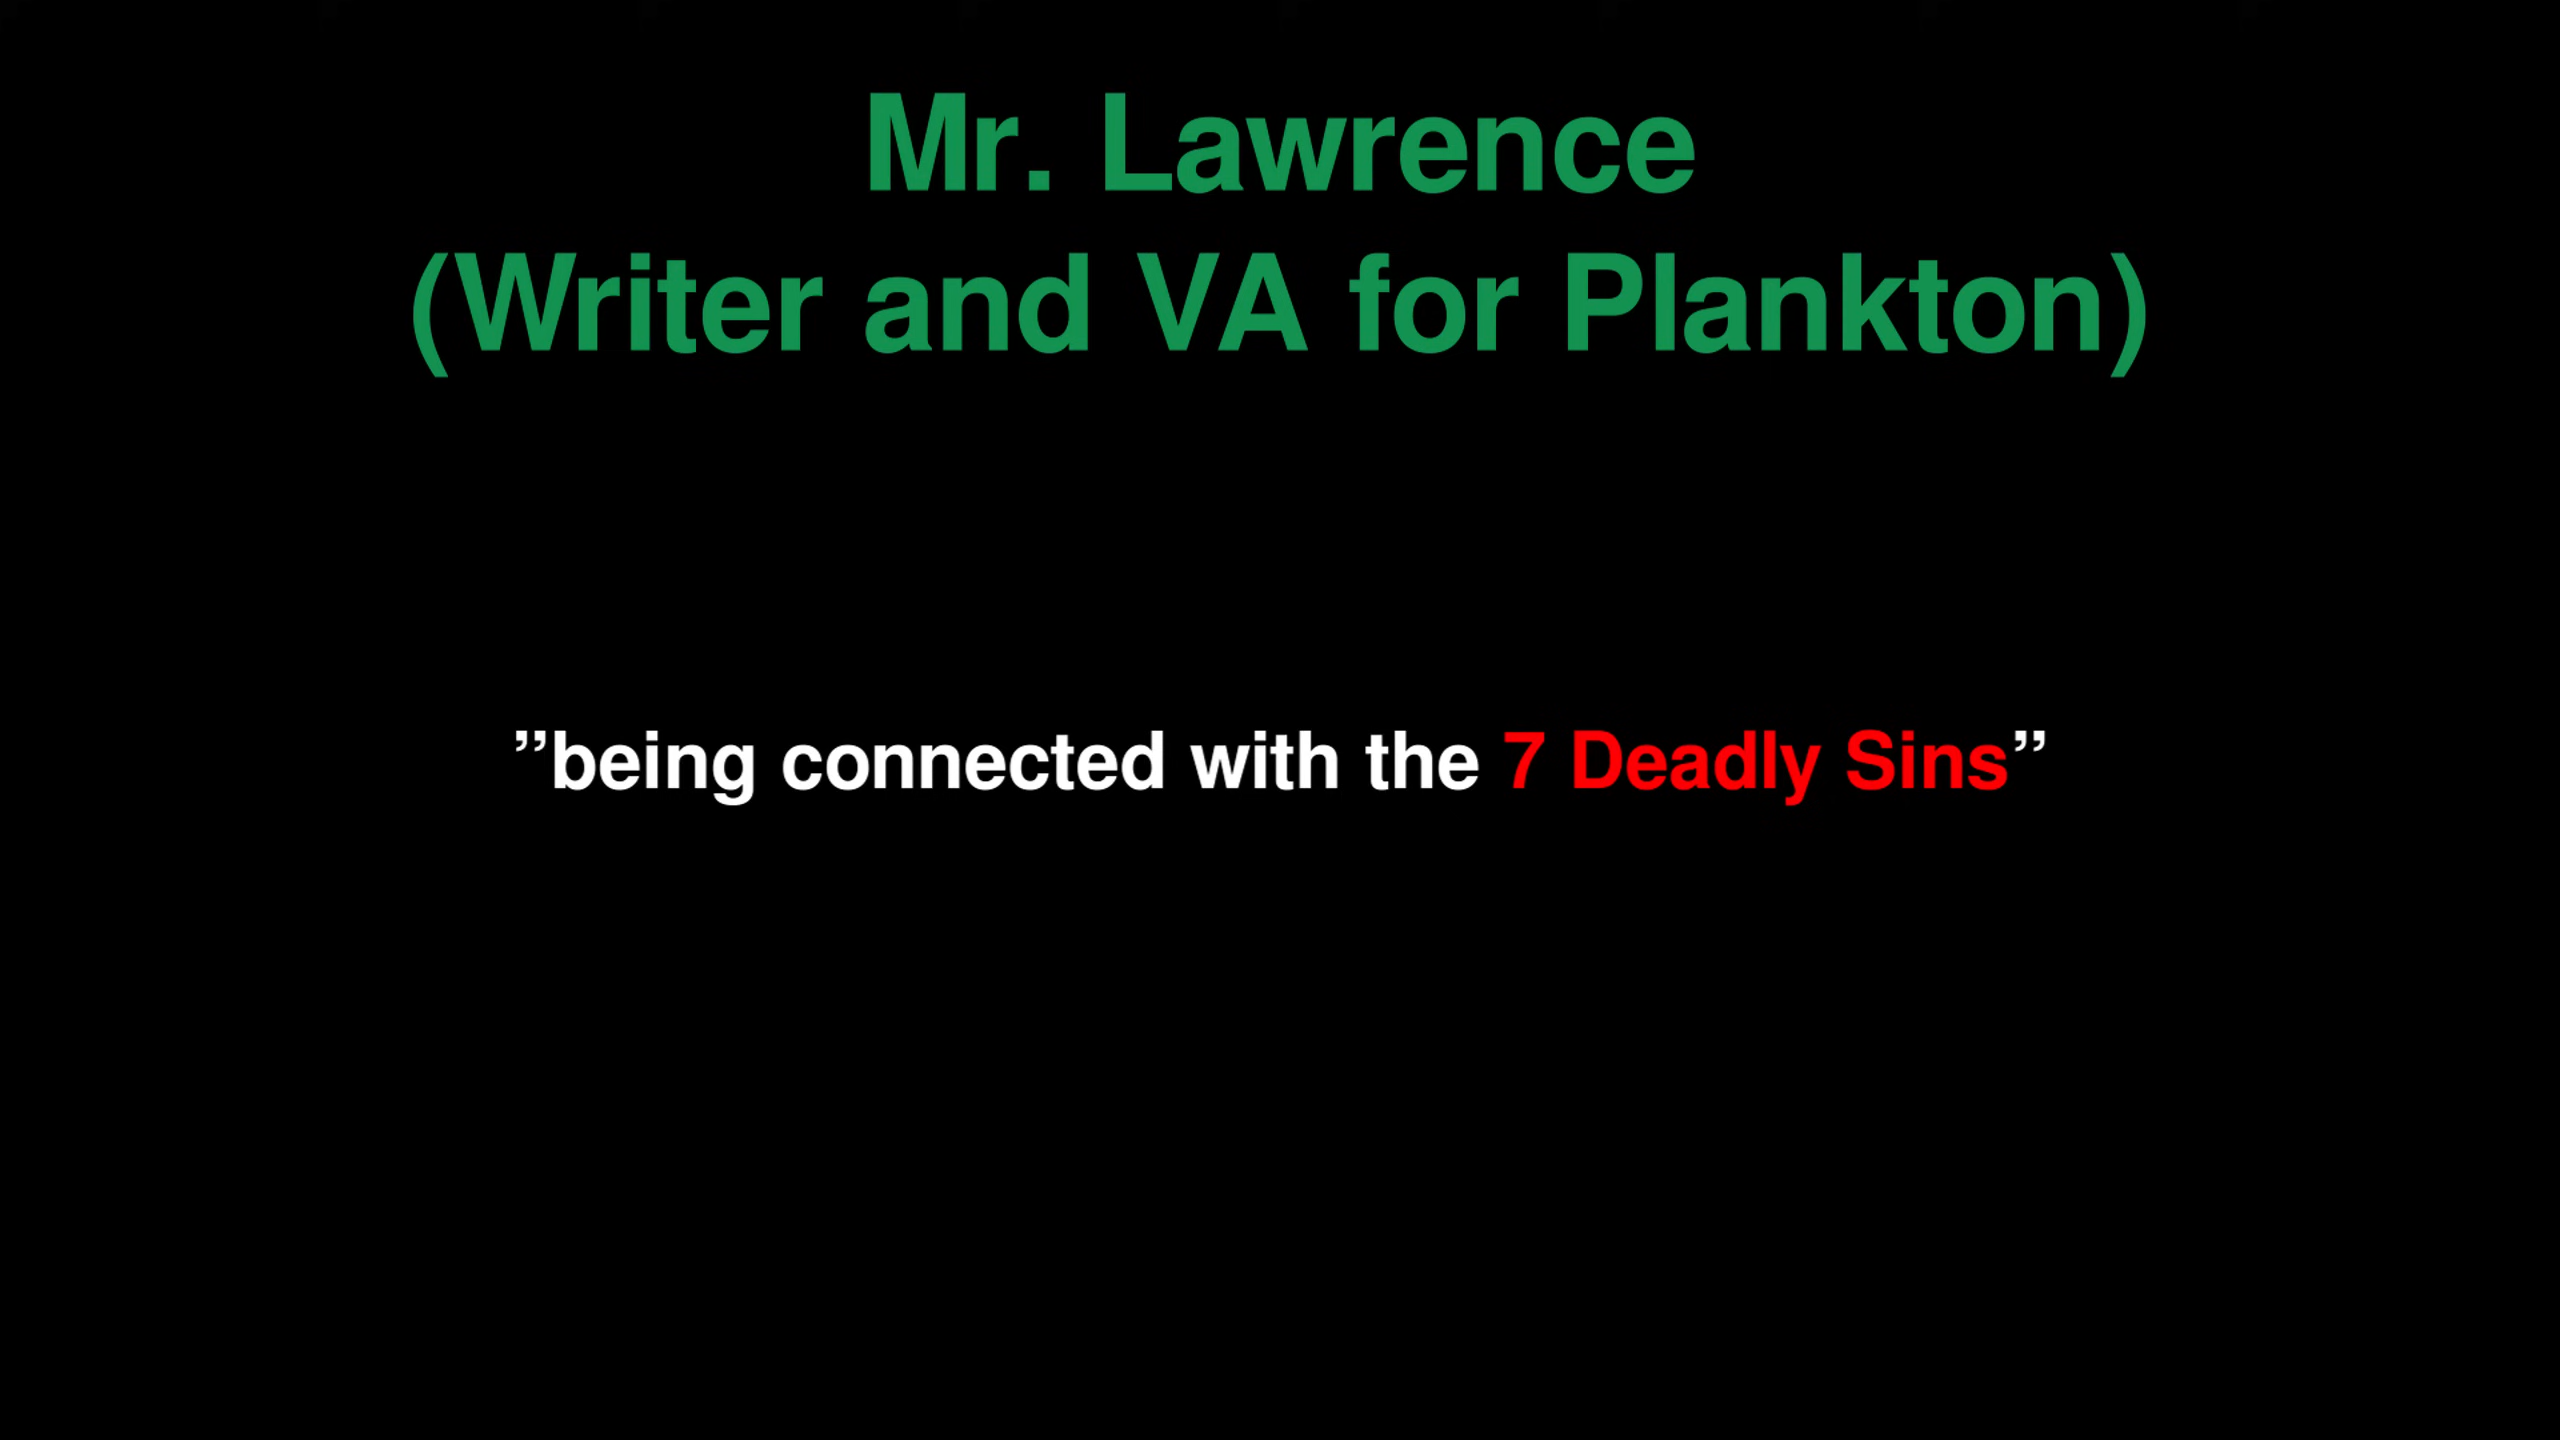 Mr. Lawrence
(Writer and VA for Plankton)
”being connected with the 7 Deadly Sins”